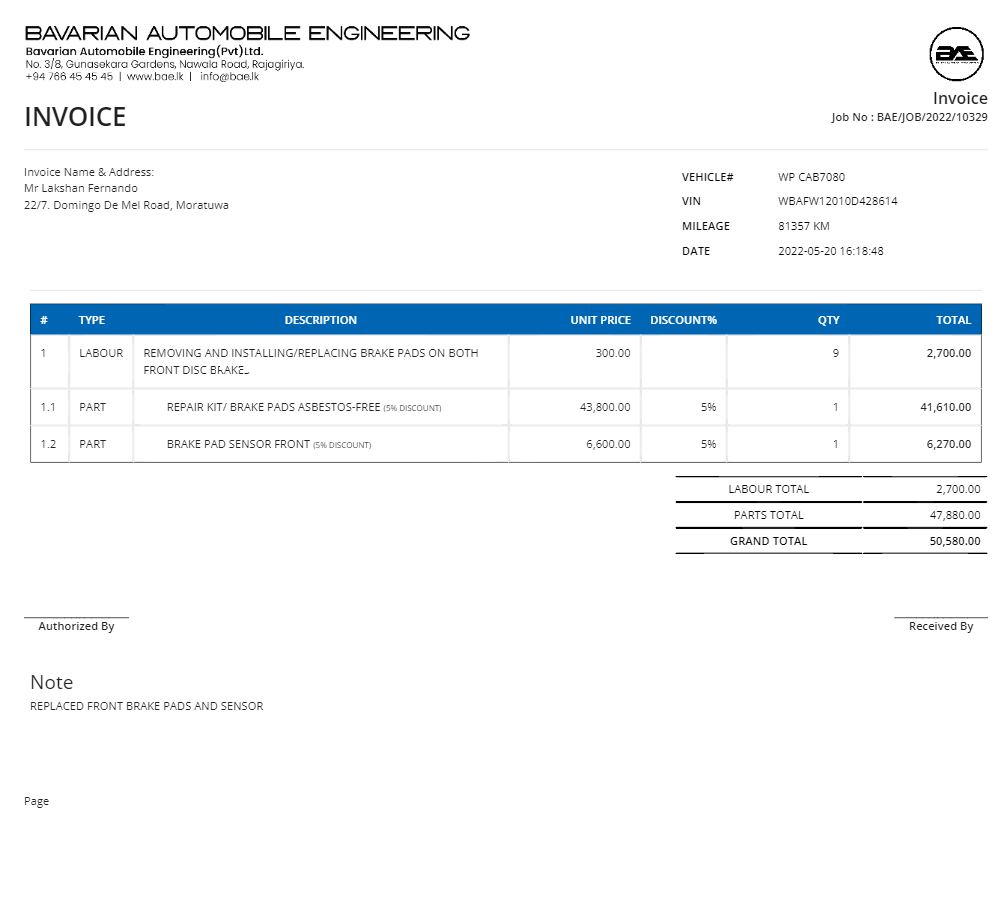 BAVARIAN AUTOMOBILE ENGINEERING
Bavarian Automobile Engineering(Pvt)Ltd.
No. 3/8, Gunasekara Gardens, Nawala Road, Rajagiriya.
+94 766 45 45 45 | www.bae.lk | info@bae.lk
BAE
INVOICE
Invoice
Job No : BAE/JOB/2022/10329
Invoice Name & Address:
Mr Lakshan Fernando
22/7. Domingo De Mel Road, Moratuwa
VEHICLE# WP CAB7080
VIN WBAFW12010D428614
MILEAGE 81357 KM
DATE 2022-05-20 16:18:48
# TYPE DESCRIPTION UNIT PRICE DISCOUNT% QTY TOTAL
1 LABOUR REMOVING AND INSTALLING/REPLACING BRAKE PADS ON BOTH 300.00 9 2,700.00
FRONT DISC BRAKE
1.1 PART REPAIR KIT/ BRAKE PADS ASBESTOS-FREE (5% DISCOUNT) 43,800.00 5% 1 41,610.00
1.2 PART BRAKE PAD SENSOR FRONT (5% DISCOUNT) 6,600.00 5% 1 6,270.00
LABOUR TOTAL 2,700.00
PARTS TOTAL 47,880.00
GRAND TOTAL 50,580.00
Authorized By
Received By
Note
REPLACED FRONT BRAKE PADS AND SENSOR
Page